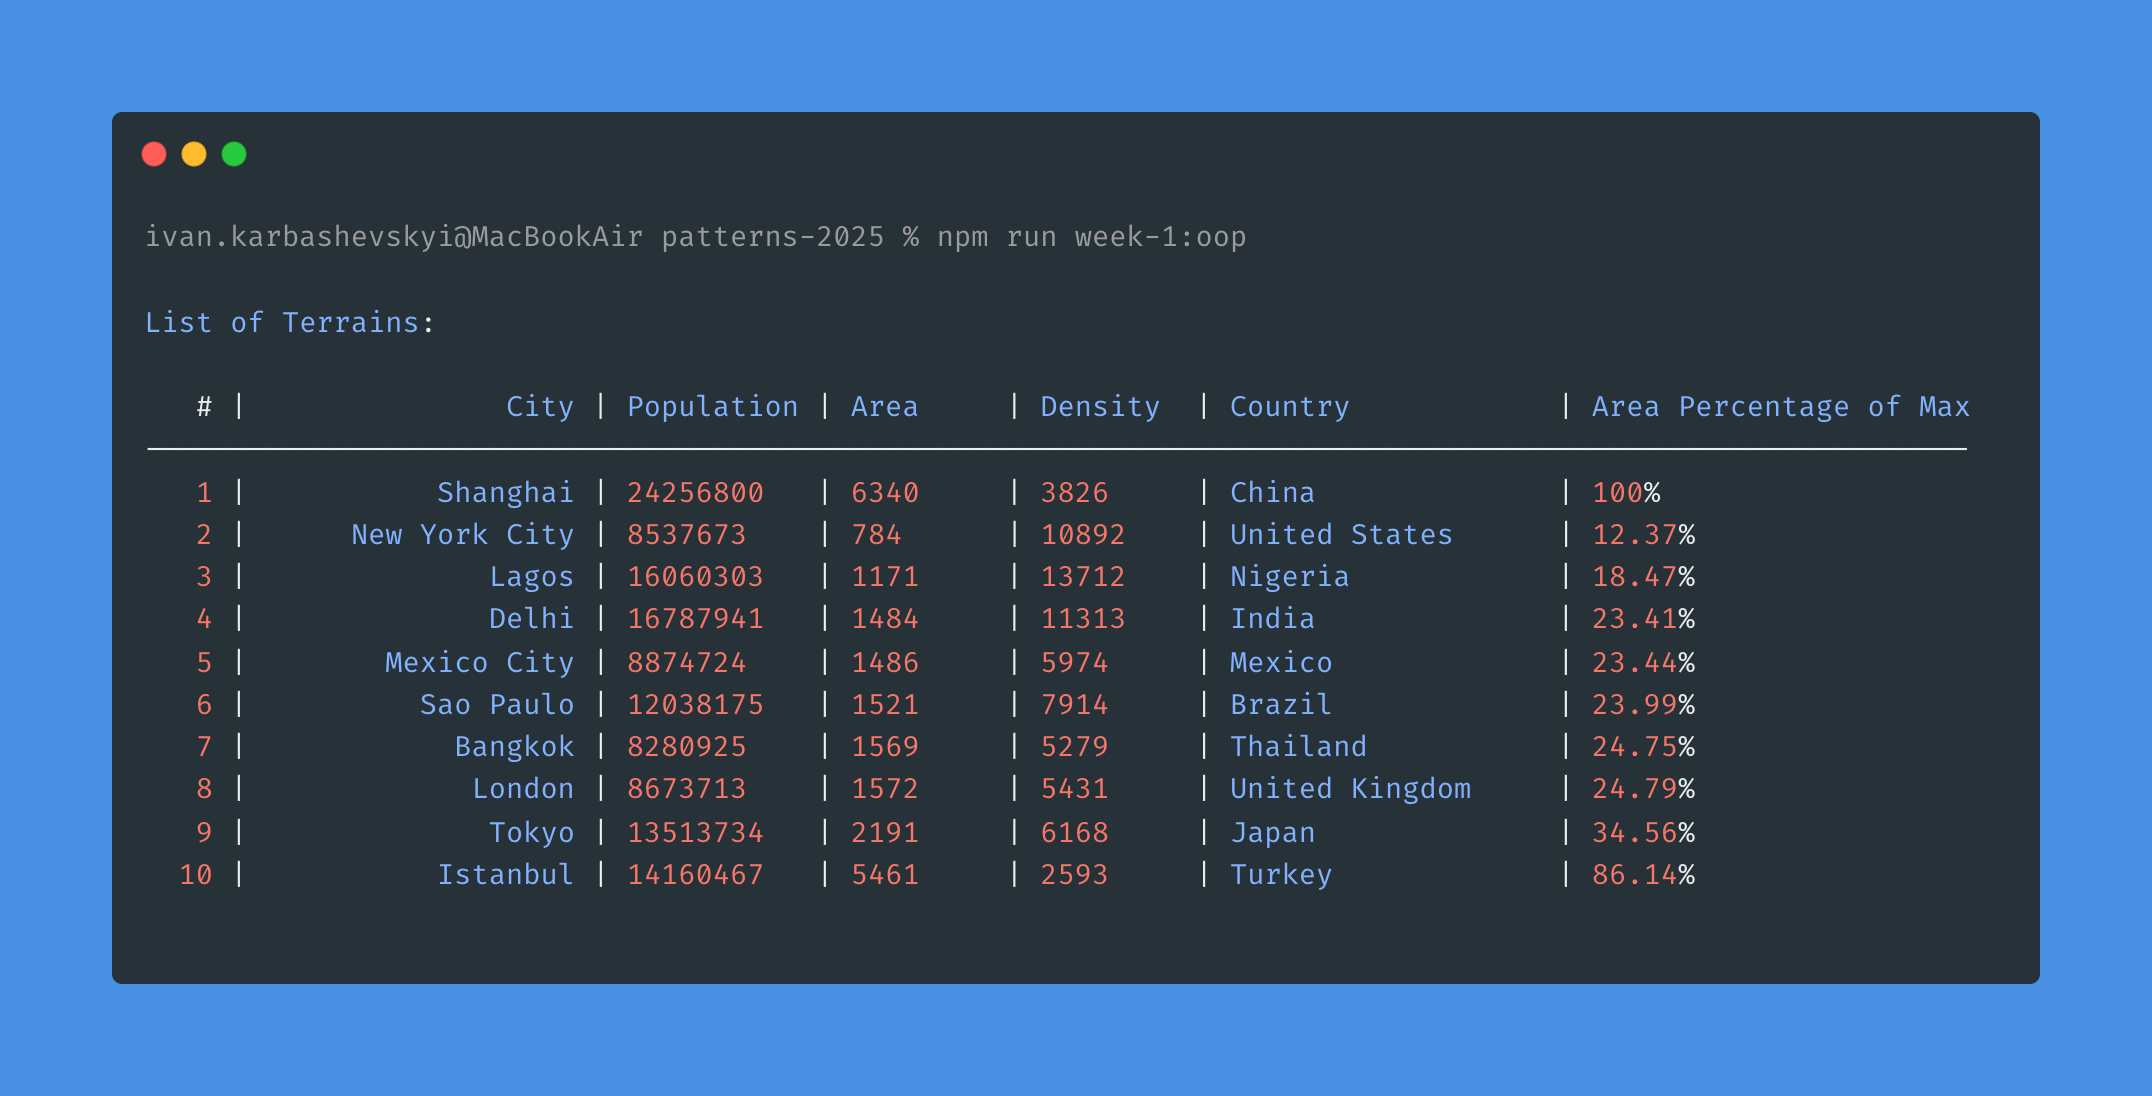 ivan.karbashevskyi@MacBookAir patterns-2025 % npm run week-1:oop
List of Terrains:
# | City | Population | Area | Density | Country | Area Percentage of Max
1 | Shanghai | 24256800 | 6340 | 3826 | China | 100%
2 | New York City | 8537673 | 784 | 10892 | United States | 12.37%
3 | Lagos | 16060303 | 1171 | 13712 | Nigeria | 18.47%
4 | Delhi | 16787941 | 1484 | 11313 | India | 23.41%
5 | Mexico City | 8874724 | 1486 | 5974 | Mexico | 23.44%
6 | Sao Paulo | 12038175 | 1521 | 7914 | Brazil | 23.99%
7 | Bangkok | 8280925 | 1569 | 5279 | Thailand | 24.75%
8 | London | 8673713 | 1572 | 5431 | United Kingdom | 24.79%
9 | Tokyo | 13513734 | 2191 | 6168 | Japan | 34.56%
10 | Istanbul | 14160467 | 5461 | 2593 | Turkey | 86.14%